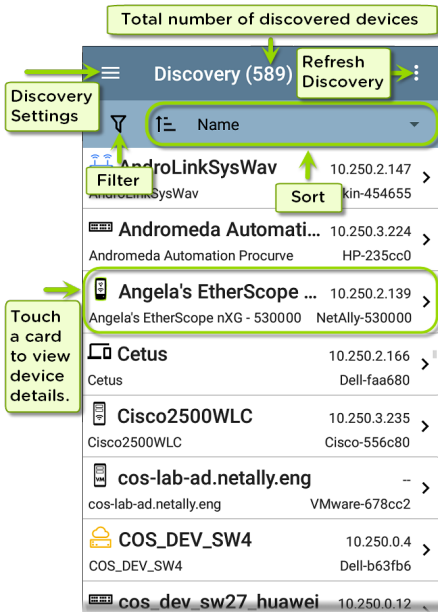 Total number of discovered devices
Discovery (589)
Refresh
Discovery
Discovery
Settings
Name
Filter
Sort
AndroLinkSysWav 10.250.2.147
AndroLinkSysWav kin-454655
Andromeda Automati... 10.250.3.224
Andromeda Automation Procurve HP-235cc0
Angela's EtherScope ... 10.250.2.139
Angela's EtherScope nXG - 530000 NetAlly-530000
Touch
a card
to view
device
details.
Cetus 10.250.2.166
Cetus Dell-faa680
Cisco2500WLC 10.250.3.235
Cisco2500WLC Cisco-556c80
VM
cos-lab-ad.netally.eng --
cos-lab-ad.netally.eng VMware-678cc2
COS_DEV_SW4 10.250.0.4
COS_DEV_SW4 Dell-b63fb6
cos_dev_sw27_huawei 10.250.0.12